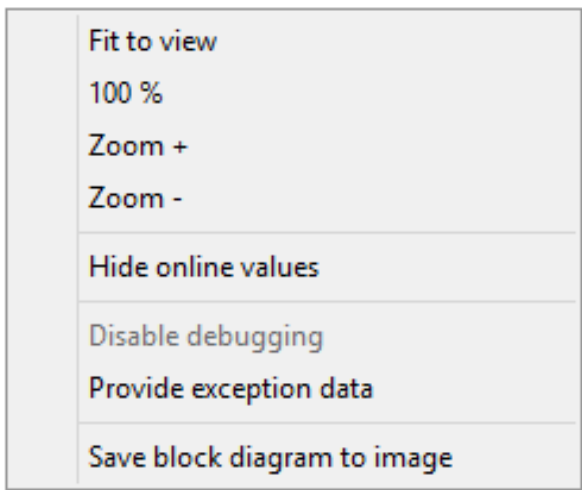 Fit to view
100 %
Zoom +
Zoom -
Hide online values
Disable debugging
Provide exception data
Save block diagram to image